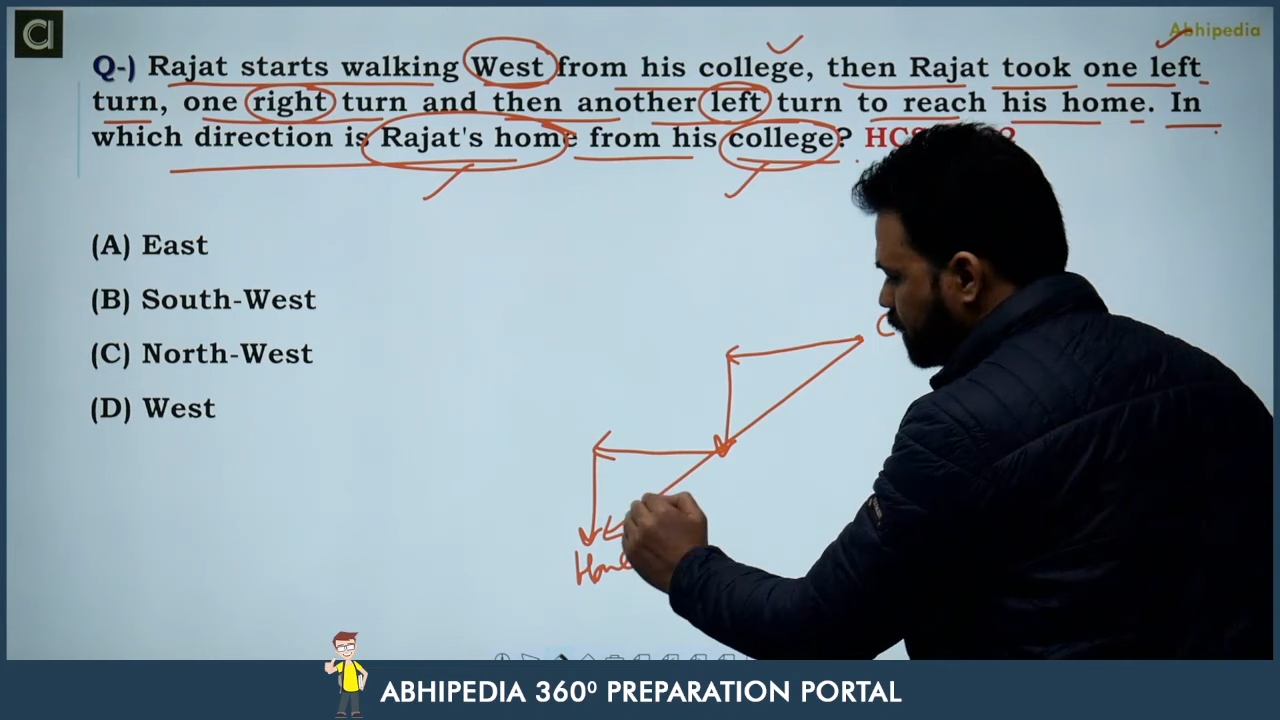 Abhipedia
Q-) Rajat starts walking West from his college, then Rajat took one left
turn, one right turn and then another left turn to reach his home. In
which direction is Rajat's home from his college?
(A) East
(B) South-West
(C) North-West
(D) West
ABHIPEDIA 360⁰ PREPARATION PORTAL